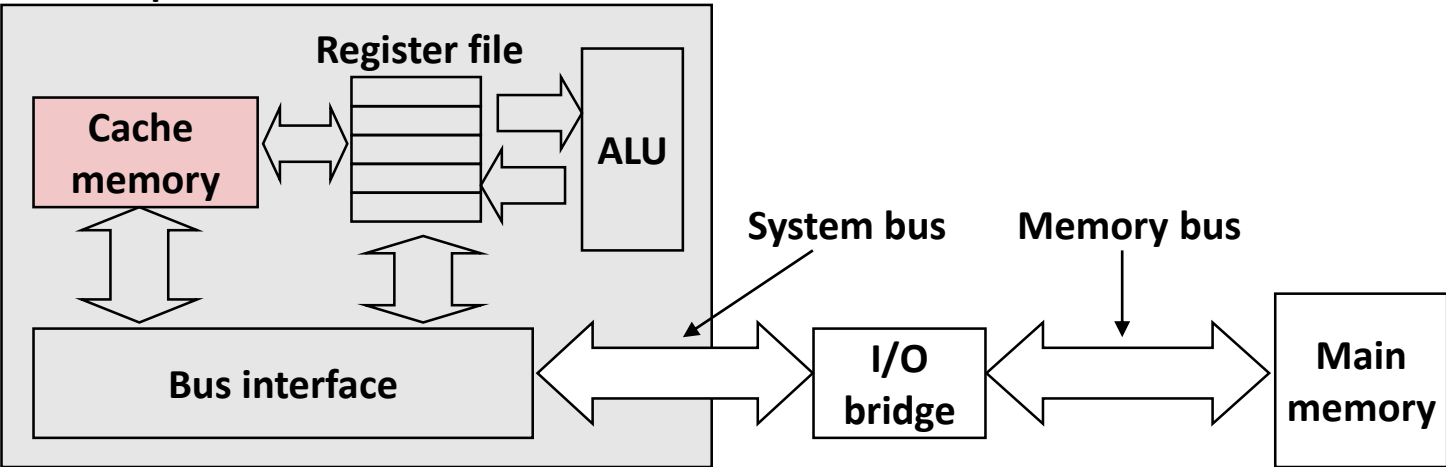 Register file
Cache
memory
ALU
System bus
Memory bus
Bus interface
I/O
bridge
Main
memory